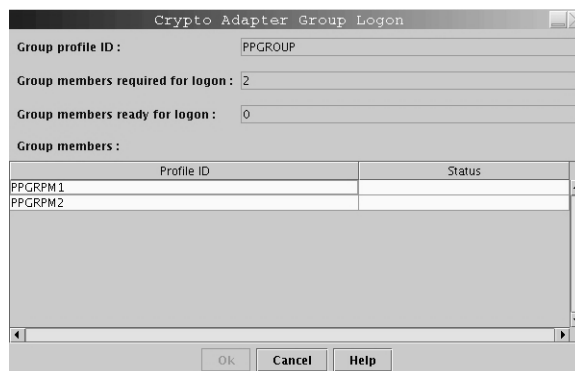 Crypto Adapter Group Logon
Group profile ID : PPGROUP
Group members required for logon : 2
Group members ready for logon : 0
Group members :
Profile ID Status
PPGRPM1
PPGRPM2
Ok Cancel Help